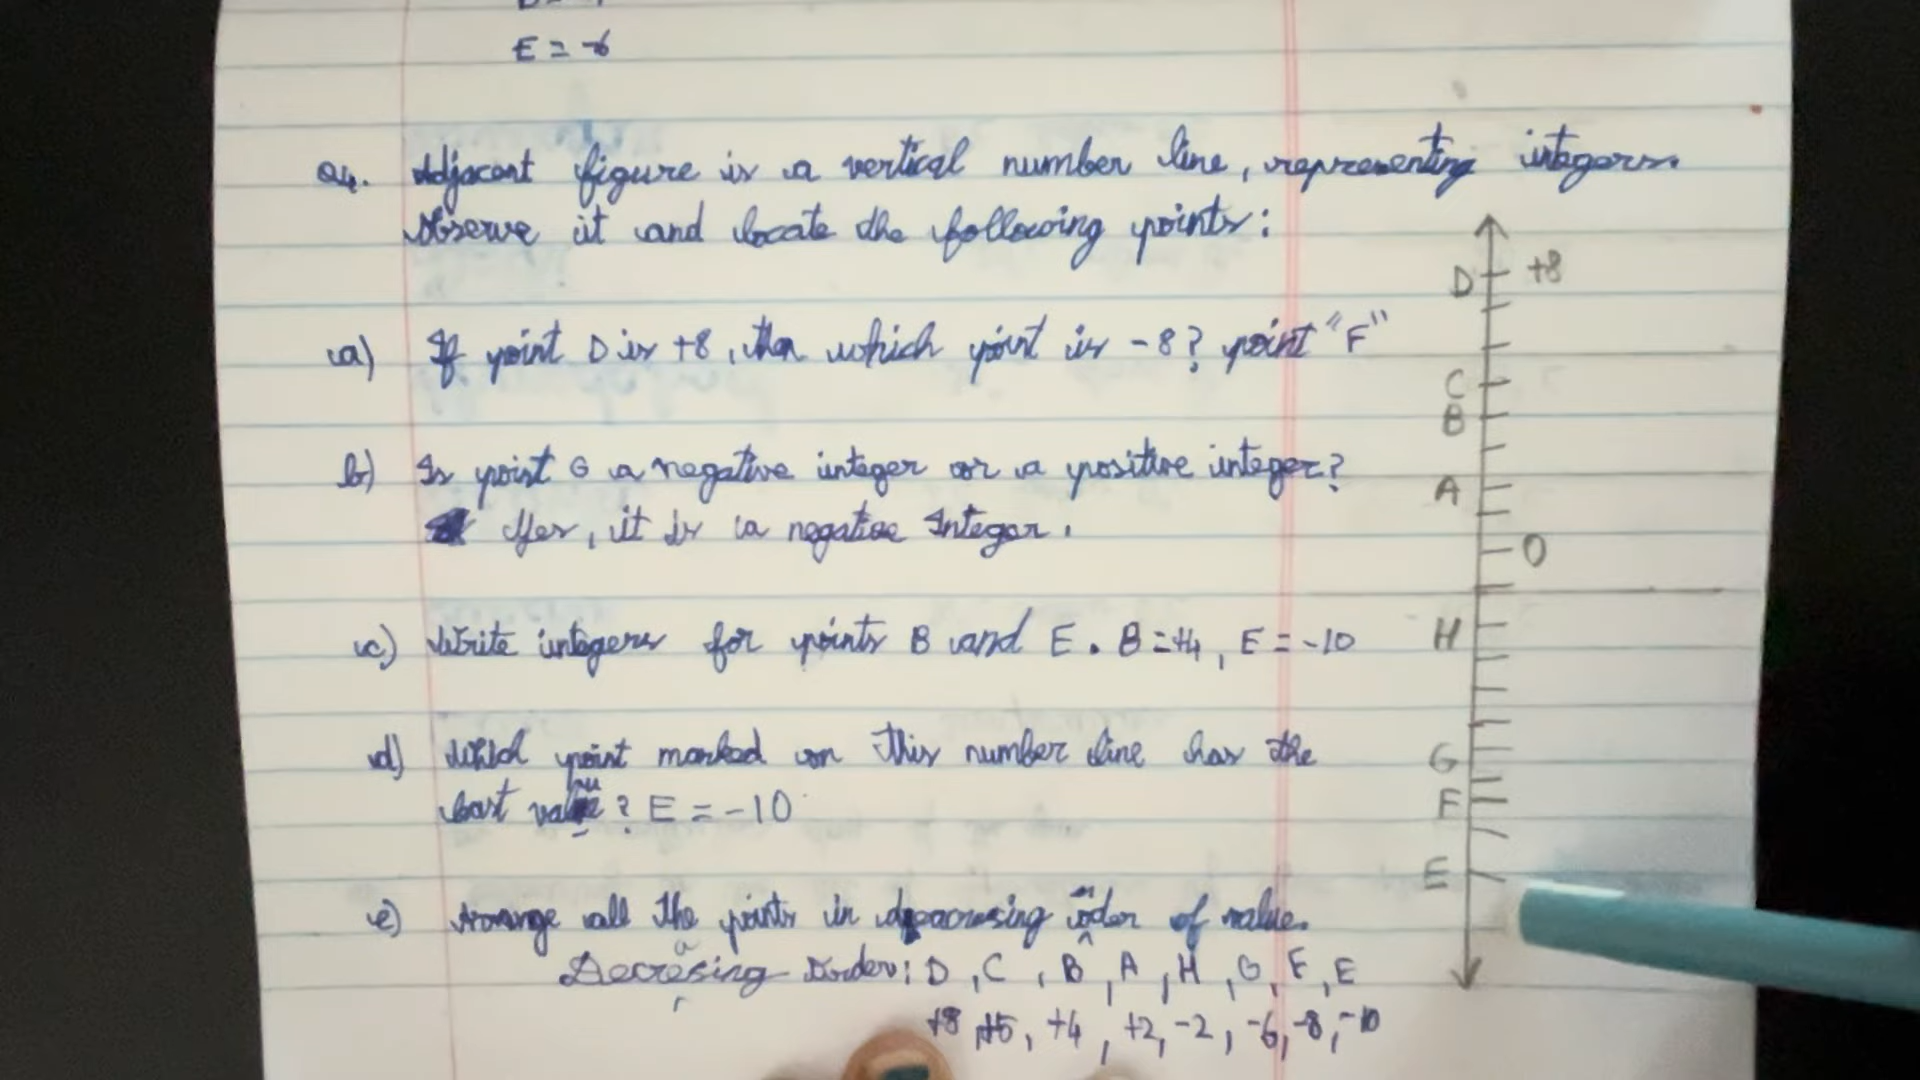 E = -6
Q4. Adjacent figure is a vertical number line, representing integers.
Observe it and locate the following points:
D +8
a) If point D is +8, then which point is -8? point "F"
C
B
b) Is point G a negative integer or a positive integer?
A
Yes, it is a negative Integer.
O
c) Write integers for points B and E. B = +4, E = -10
H
d) Which point marked on this number line has the
G
least value? E = -10
F
E
e) Arrange all the points in decreasing order of value.
Decreasing Order: D, C, B, A, H, G, F, E
+8, +5, +4, +2, -2, -6, -8, -10